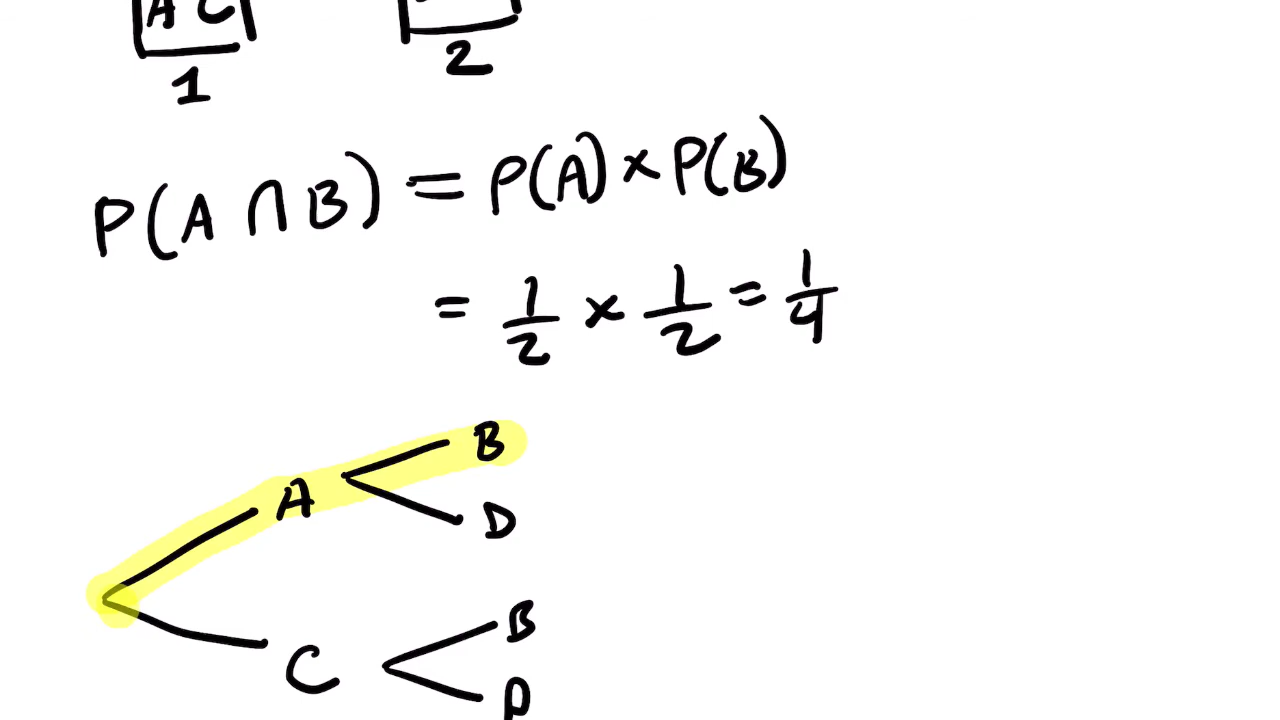 A C
1 2
P(A ∩ B) = P(A) × P(B)
= 1/2 × 1/2 = 1/4
B
A
D
B
C
D